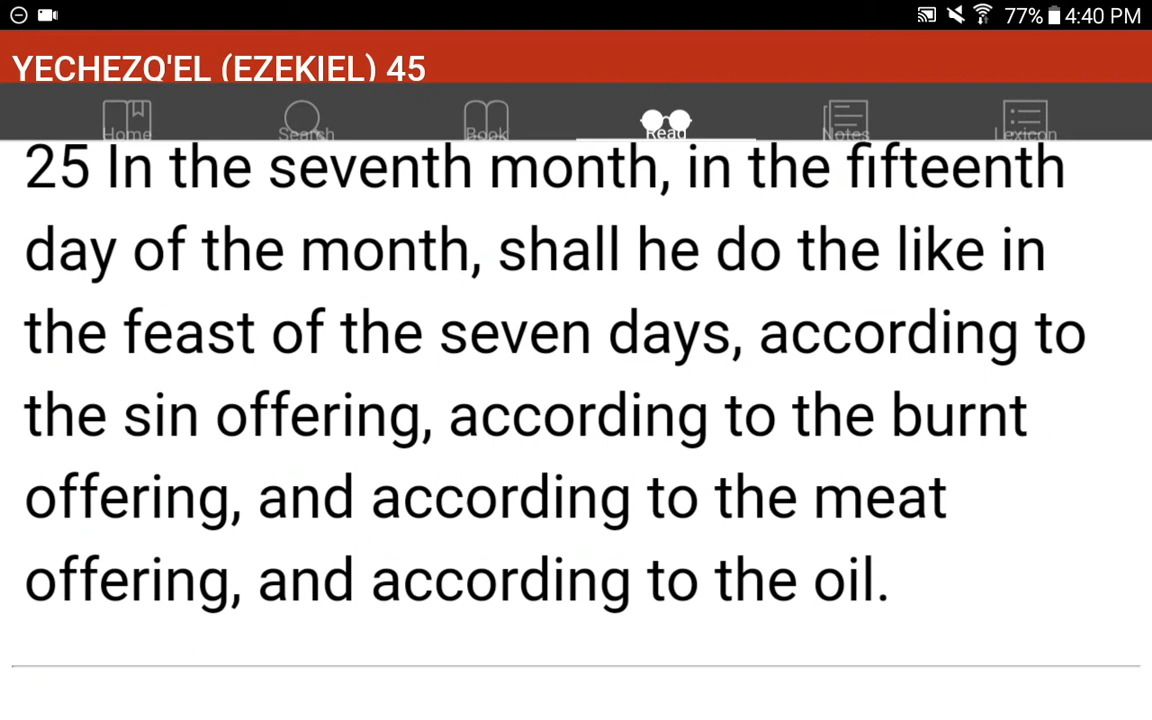 77% 4:40 PM
YECHEZQ'EL (EZEKIEL) 45
Home Search Book Read Notes Lexicon
25 In the seventh month, in the fifteenth
day of the month, shall he do the like in
the feast of the seven days, according to
the sin offering, according to the burnt
offering, and according to the meat
offering, and according to the oil.